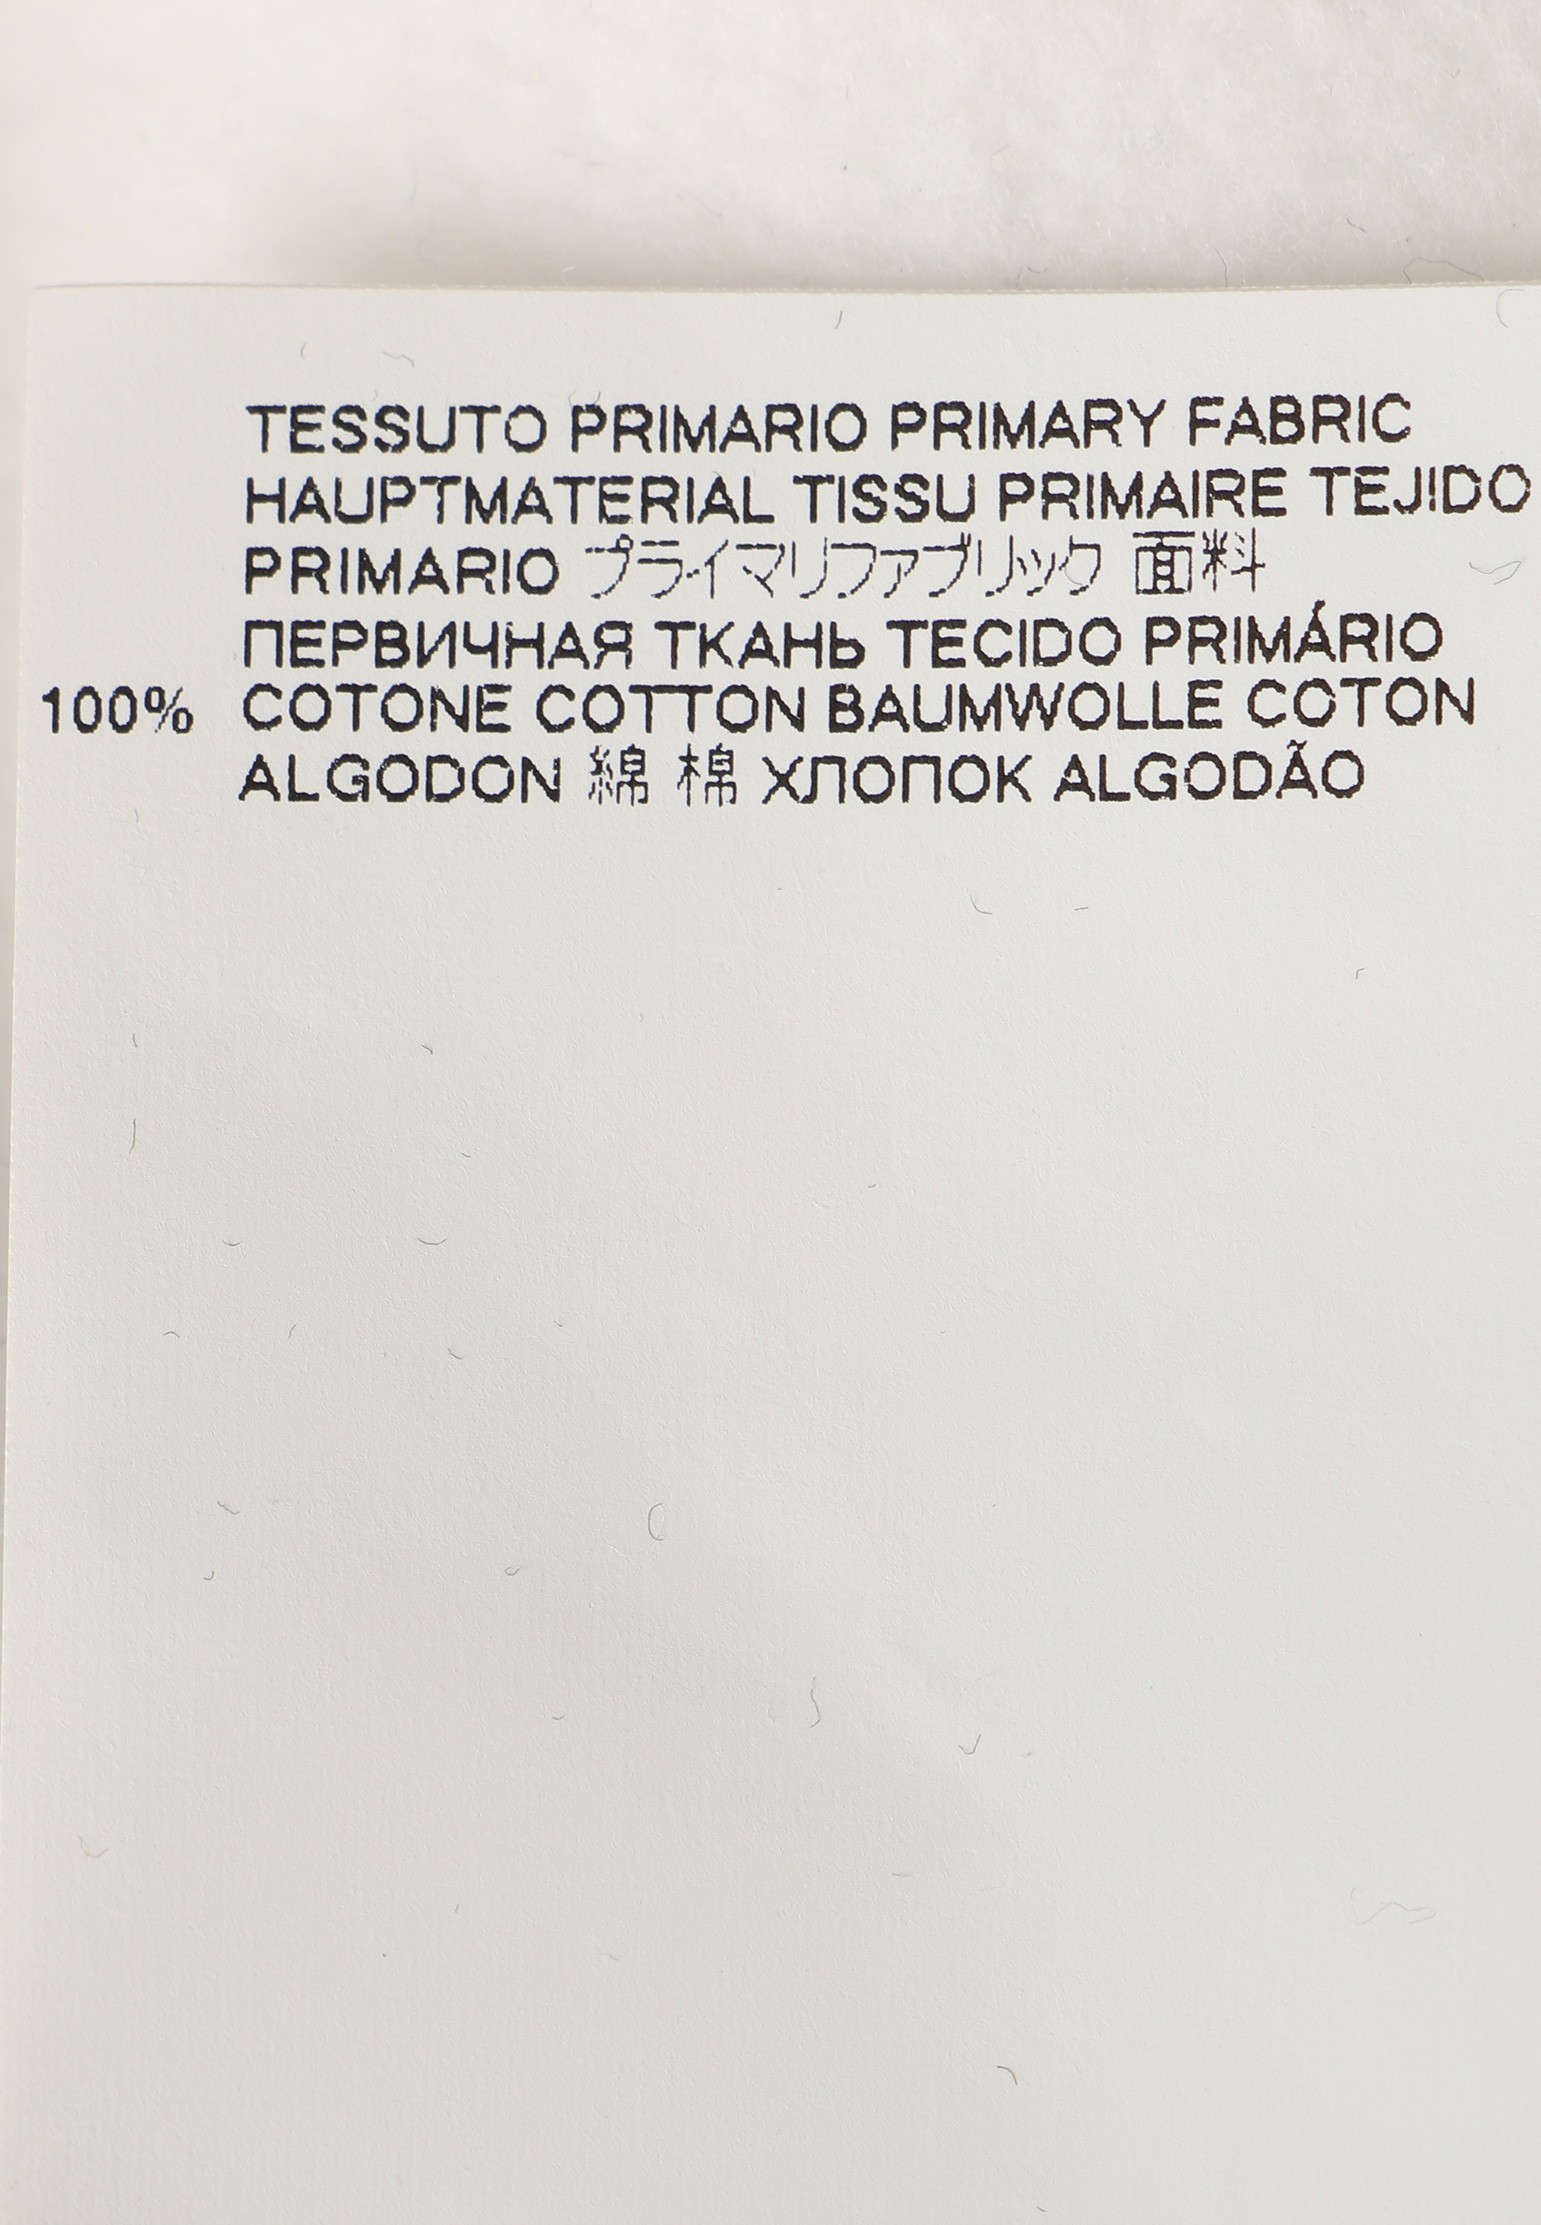 TESSUTO PRIMARIO PRIMARY FABRIC
HAUPTMATERIAL TISSU PRIMAIRE TEJIDO
PRIMARIO プライマリファブリック 面料
ПЕРВИЧНАЯ ТКАНЬ TECIDO PRIMÁRIO
100% COTONE COTTON BAUMWOLLE COTON
ALGODON 綿 棉 ХЛОПОК ALGODÃO